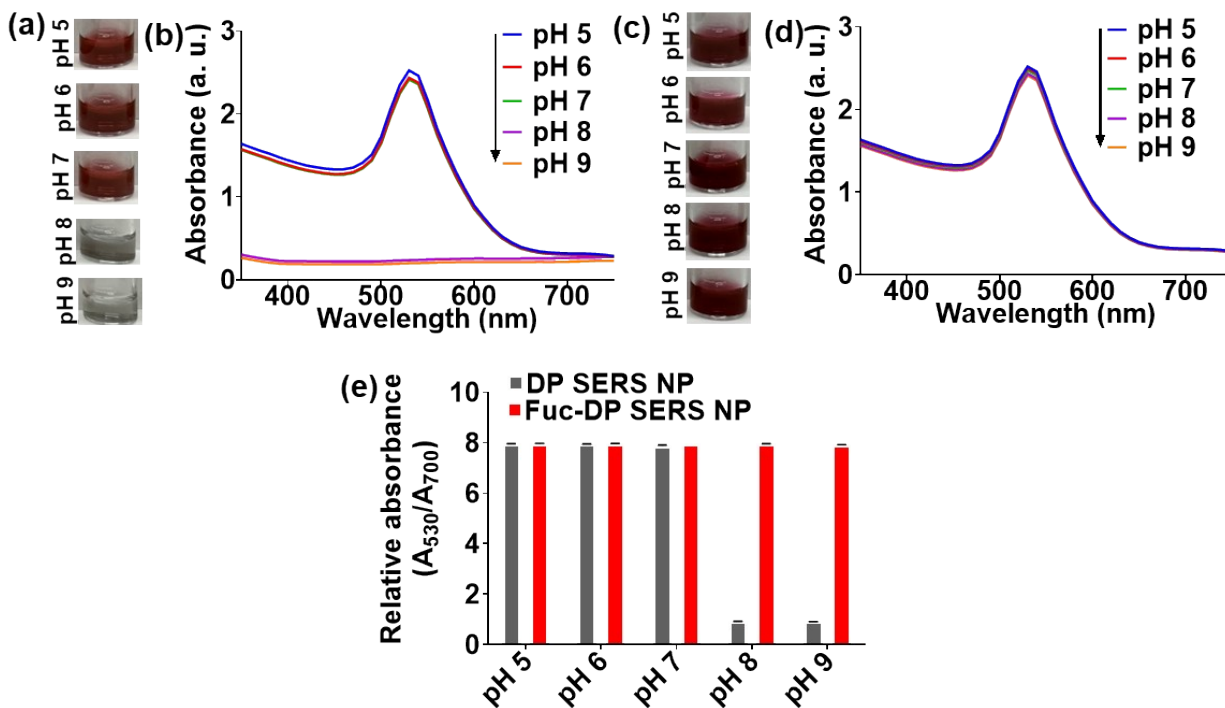 (a)
pH 5
pH 6
pH 7
pH 8
pH 9
(b)
Absorbance (a. u.)
3
2
1
0
400
500
600
700
Wavelength (nm)
pH 5
pH 6
pH 7
pH 8
pH 9
(c)
pH 5
pH 6
pH 7
pH 8
pH 9
(d)
Absorbance (a. u.)
3
2
1
0
400
500
600
700
Wavelength (nm)
pH 5
pH 6
pH 7
pH 8
pH 9
(e)
DP SERS NP
Fuc-DP SERS NP
Relative absorbance
(A530/A700)
10
8
6
4
2
0
pH 5
pH 6
pH 7
pH 8
pH 9